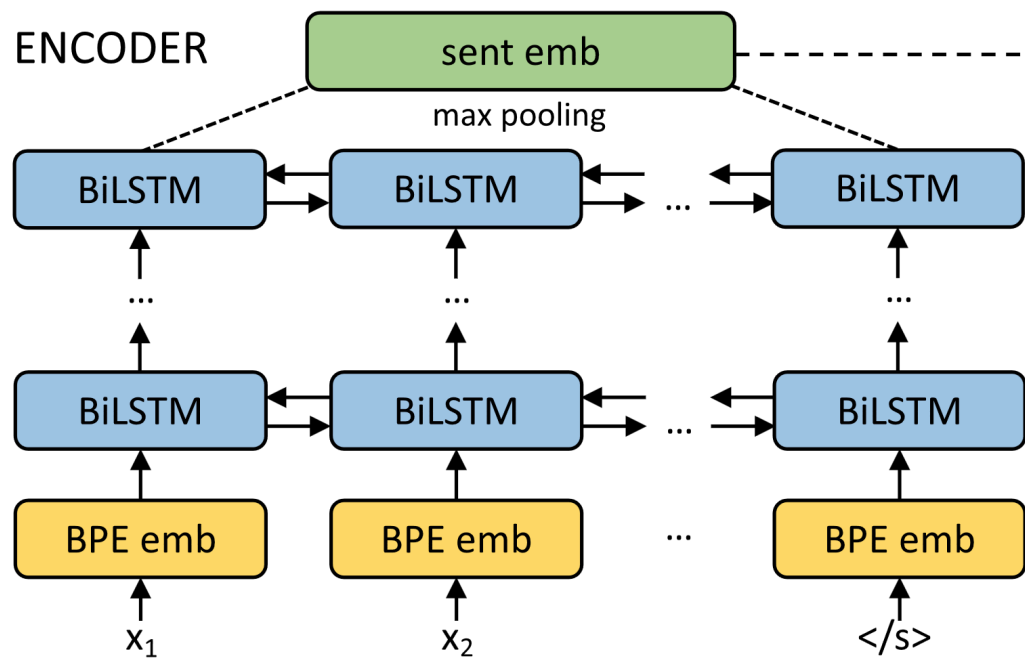 ENCODER
sent emb
max pooling
BiLSTM BiLSTM ... BiLSTM
... ... ...
BiLSTM BiLSTM ... BiLSTM
BPE emb BPE emb ... BPE emb
x₁ x₂ </s>